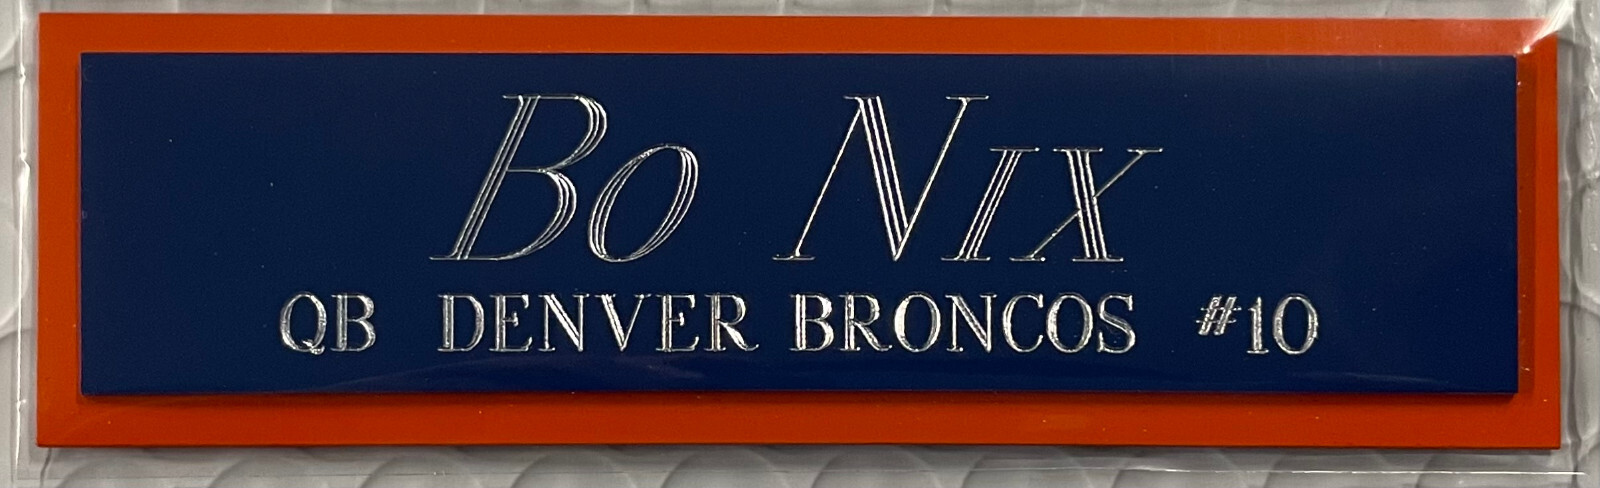 Bo Nix
QB DENVER BRONCOS #10